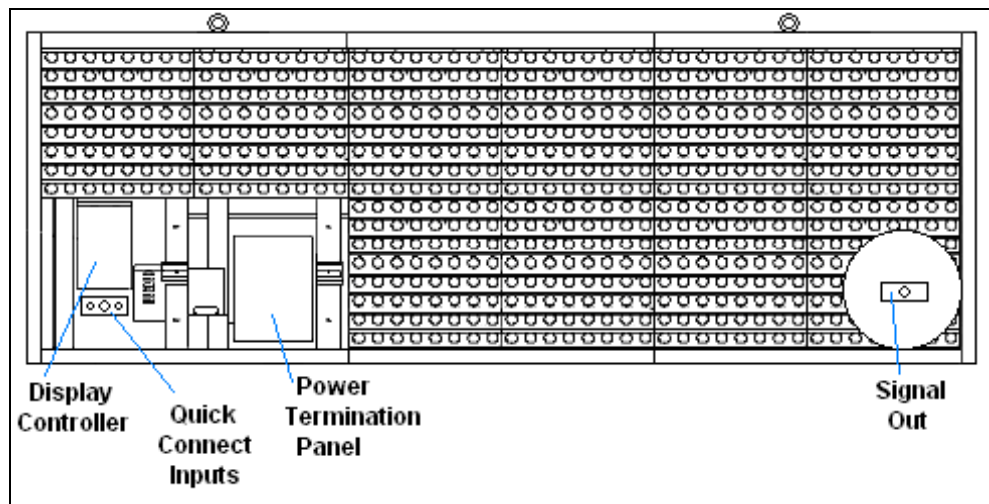 Display
Controller
Quick
Connect
Inputs
Power
Termination
Panel
Signal
Out